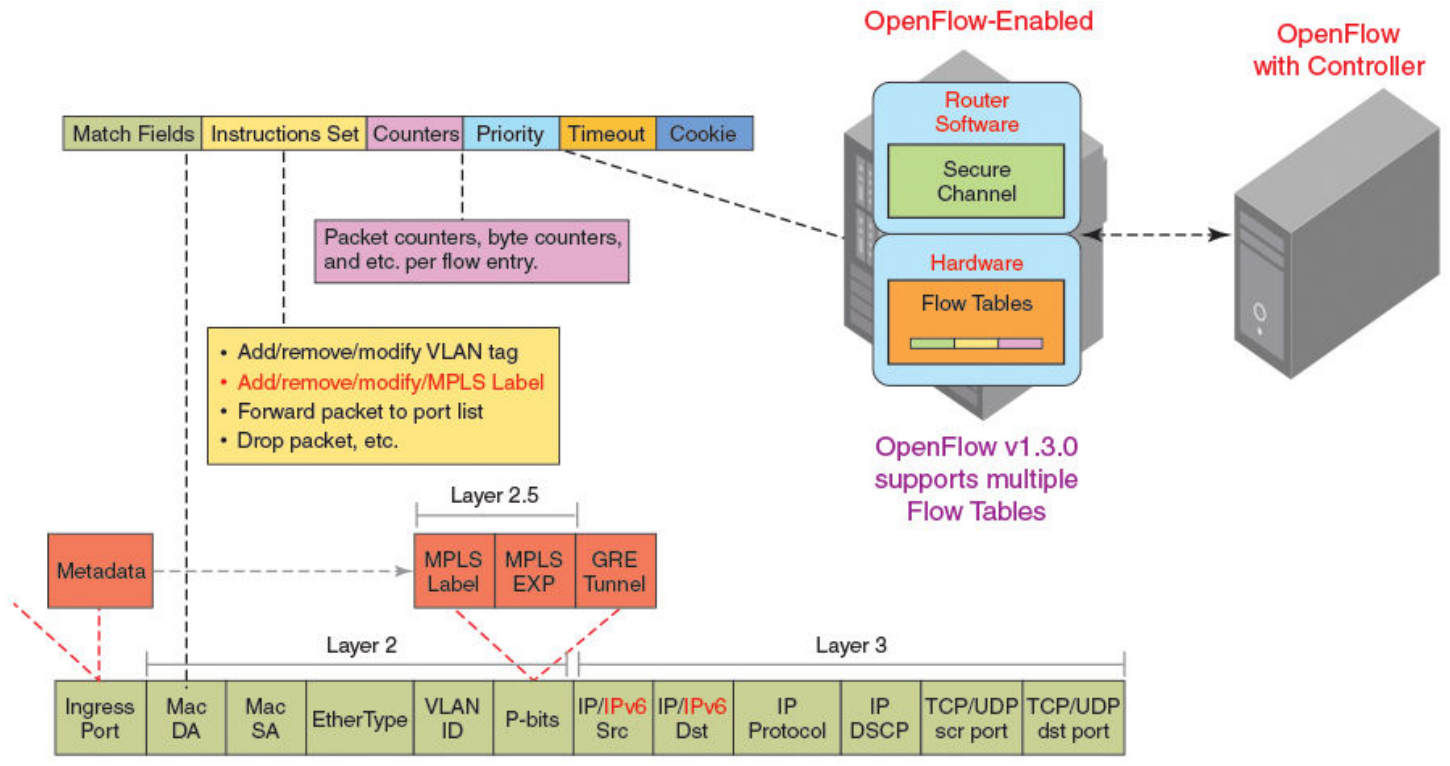 OpenFlow-Enabled
OpenFlow
with Controller
Router
Software
Secure
Channel
Hardware
Flow Tables
OpenFlow v1.3.0
supports multiple
Flow Tables
Match Fields
Instructions Set
Counters
Priority
Timeout
Cookie
Packet counters, byte counters,
and etc. per flow entry.
• Add/remove/modify VLAN tag
• Add/remove/modify/MPLS Label
• Forward packet to port list
• Drop packet, etc.
Layer 2.5
Metadata
MPLS
Label
MPLS
EXP
GRE
Tunnel
Layer 2
Layer 3
Ingress
Port
Mac
DA
Mac
SA
EtherType
VLAN
ID
P-bits
IP/IPv6
Src
IP/IPv6
Dst
IP
Protocol
IP
DSCP
TCP/UDP
scr port
TCP/UDP
dst port